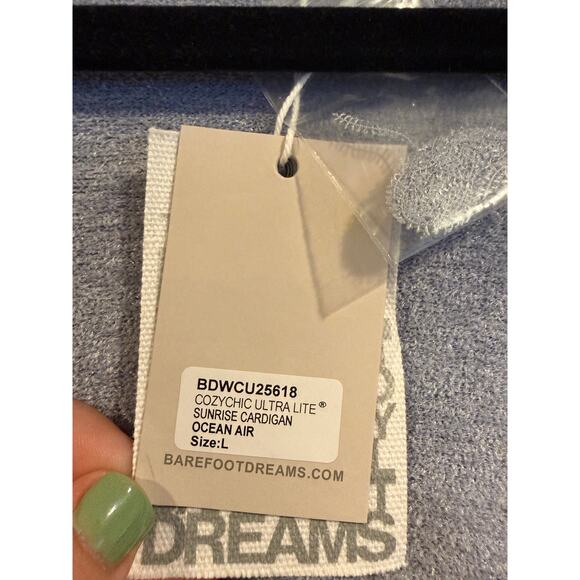 BDWCU25618
COZYCHIC ULTRA LITE®
SUNRISE CARDIGAN
OCEAN AIR
Size:L
BAREFOOTDREAMS.COM
DREAMS